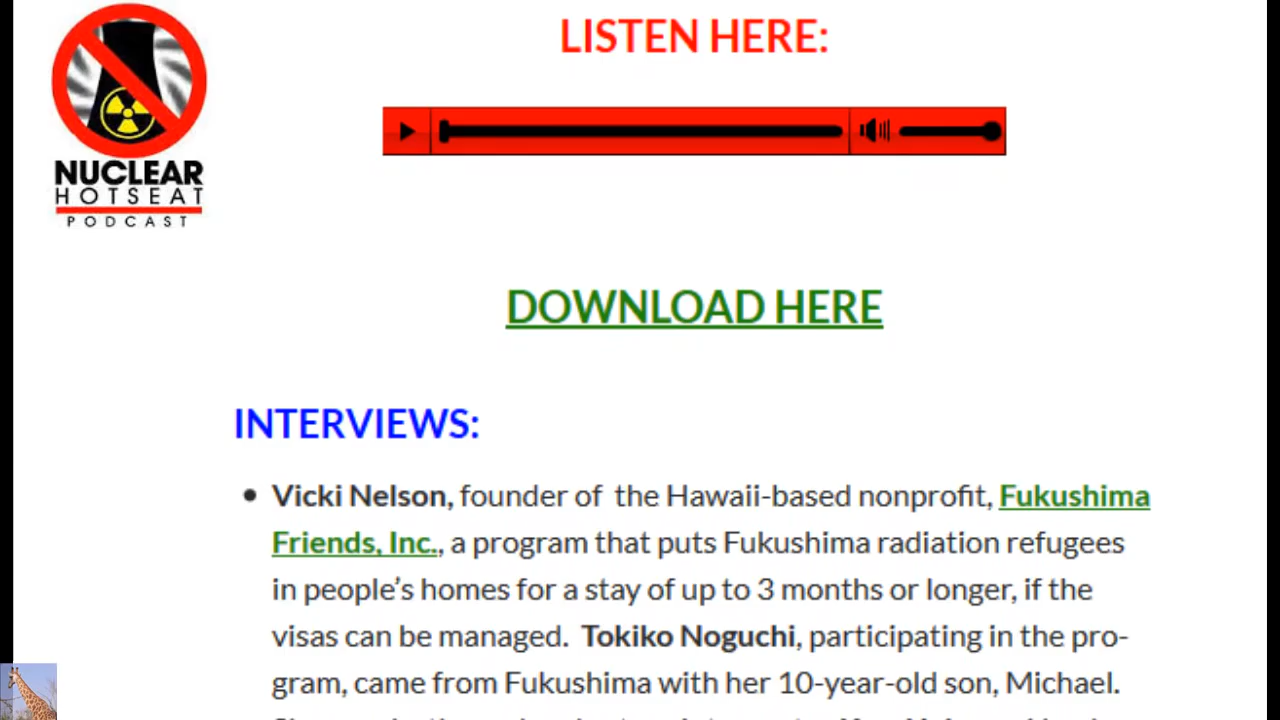 LISTEN HERE:
NUCLEAR
HOTSEAT
PODCAST
DOWNLOAD HERE
INTERVIEWS:
• Vicki Nelson, founder of the Hawaii-based nonprofit, Fukushima
Friends, Inc., a program that puts Fukushima radiation refugees
in people’s homes for a stay of up to 3 months or longer, if the
visas can be managed. Tokiko Noguchi, participating in the pro-
gram, came from Fukushima with her 10-year-old son, Michael.